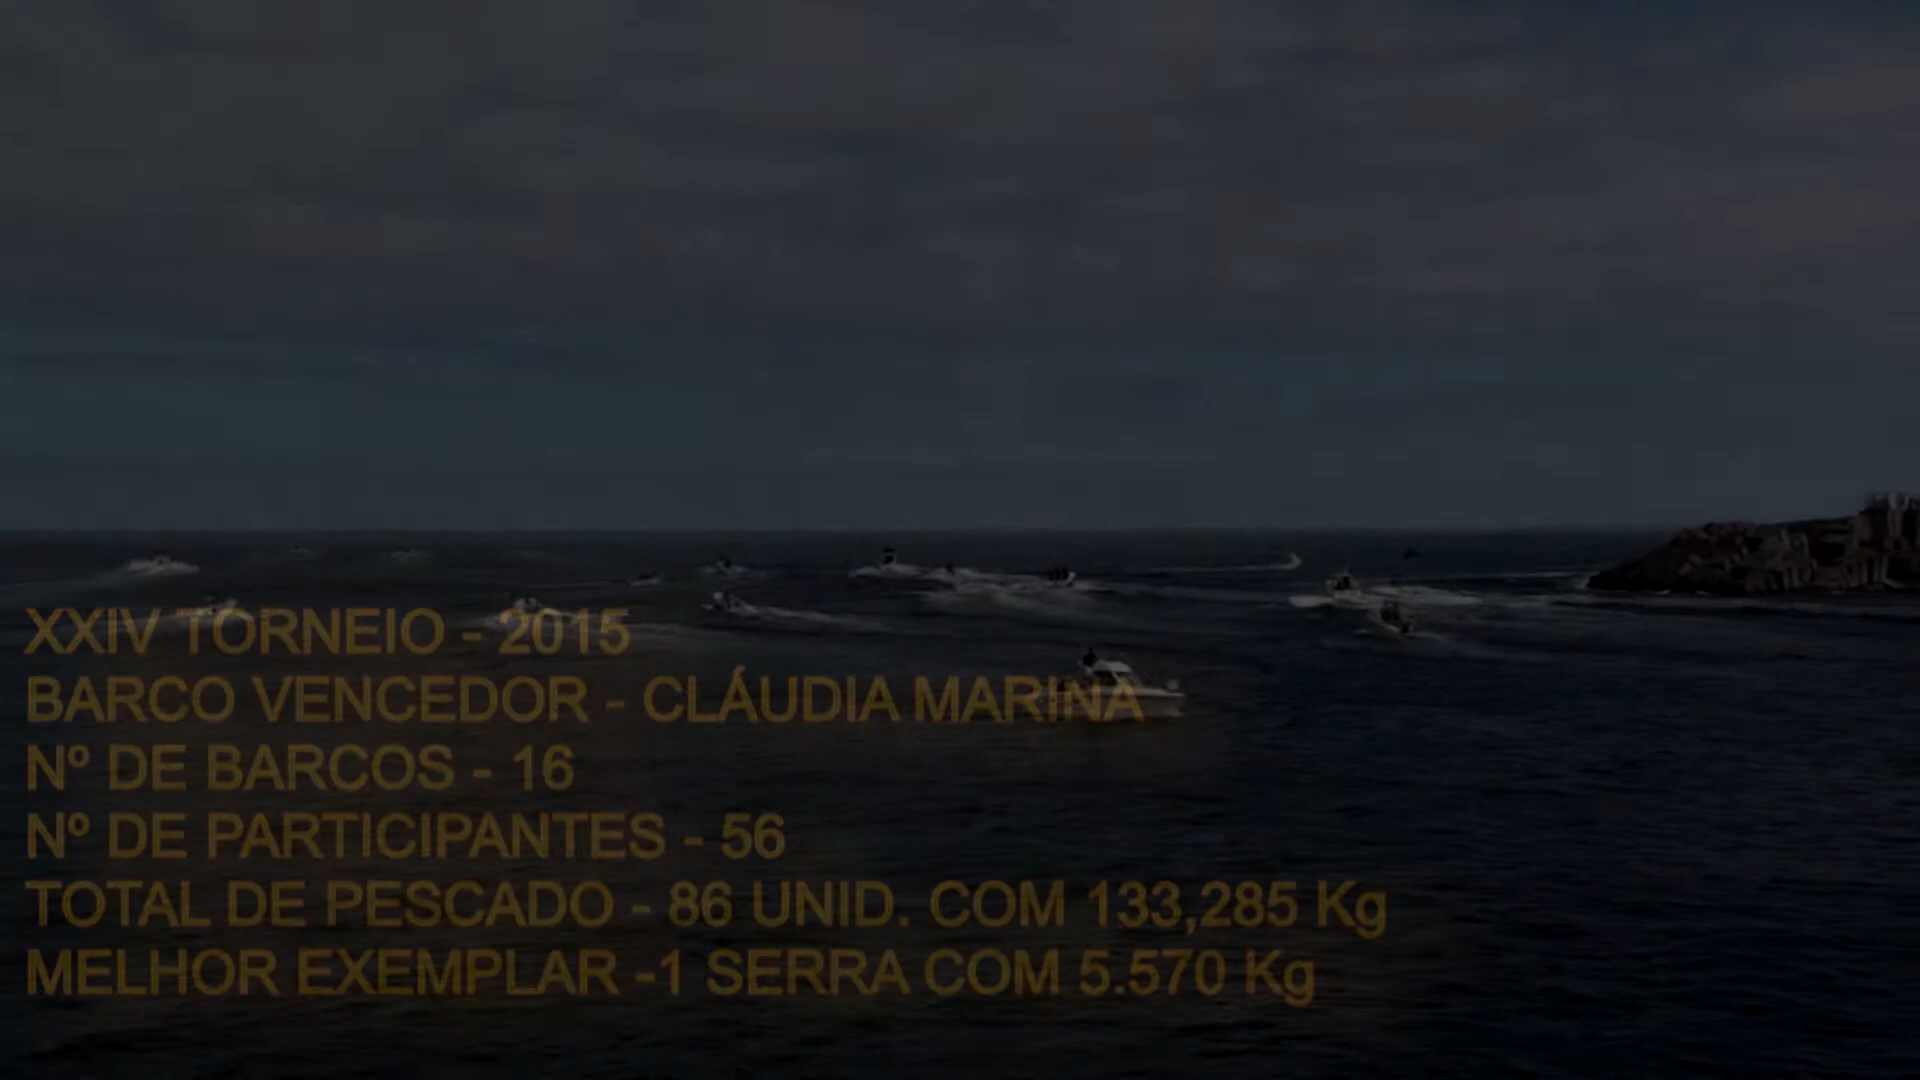 XXIV TORNEIO - 2015
BARCO VENCEDOR - CLÁUDIA MARINA
Nº DE BARCOS - 16
Nº DE PARTICIPANTES - 56
TOTAL DE PESCADO - 86 UNID. COM 133,285 Kg
MELHOR EXEMPLAR -1 SERRA COM 5.570 Kg